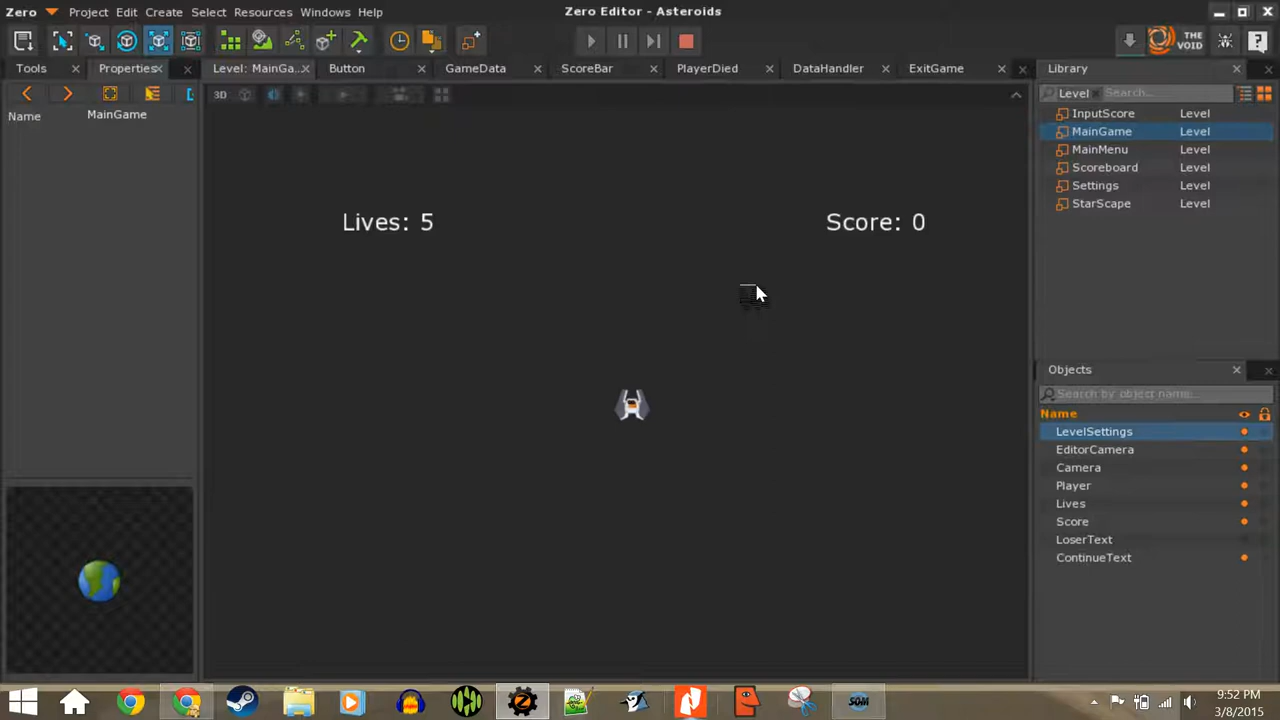 Zero Project Edit Create Select Resources Windows Help Zero Editor - Asteroids
THE VOID
Tools Properties Level: MainGa... Button GameData ScoreBar PlayerDied DataHandler ExitGame Library
3D Level Search...
Name MainGame
InputScore Level
MainGame Level
MainMenu Level
Scoreboard Level
Settings Level
StarScape Level
Lives: 5 Score: 0
Objects
Search by object name...
Name
LevelSettings
EditorCamera
Camera
Player
Lives
Score
LoserText
ContinueText
SOM
9:52 PM
3/8/2015